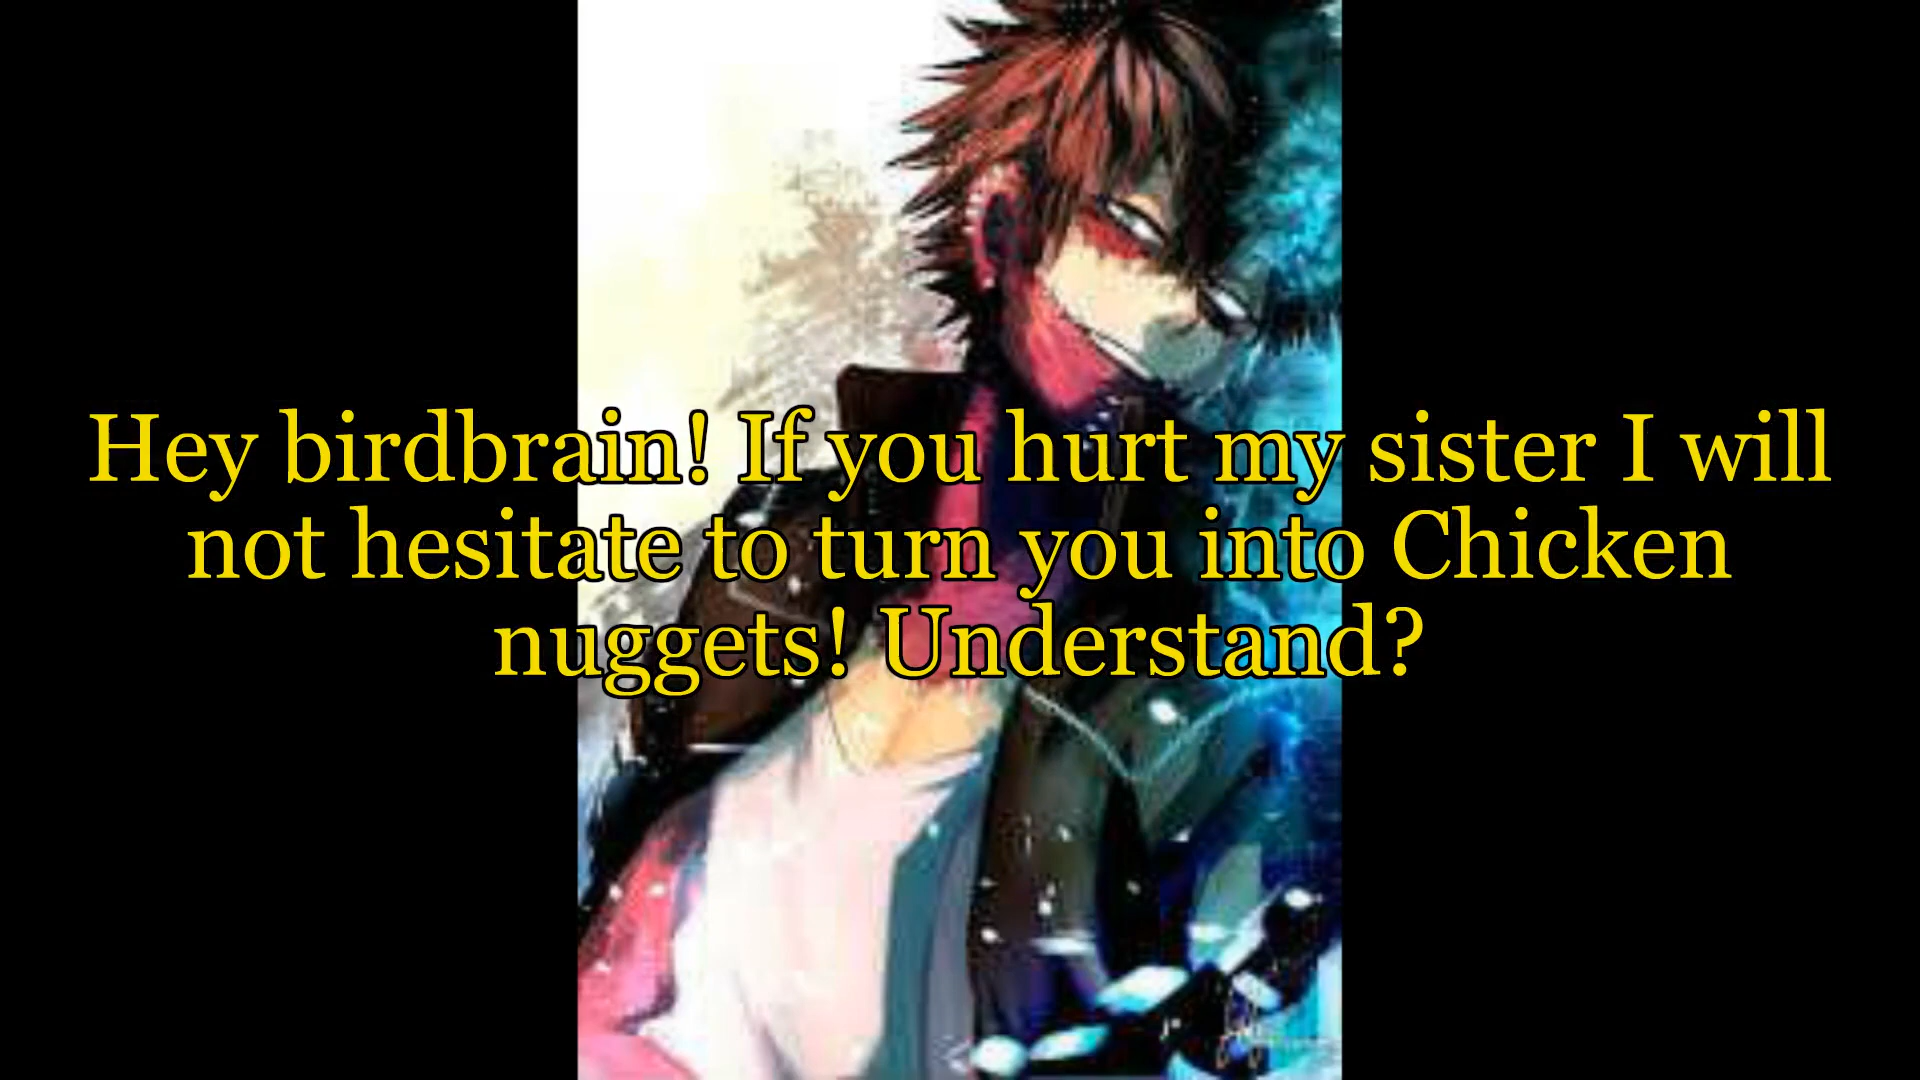 Hey birdbrain! If you hurt my sister I will
not hesitate to turn you into Chicken
nuggets! Understand?